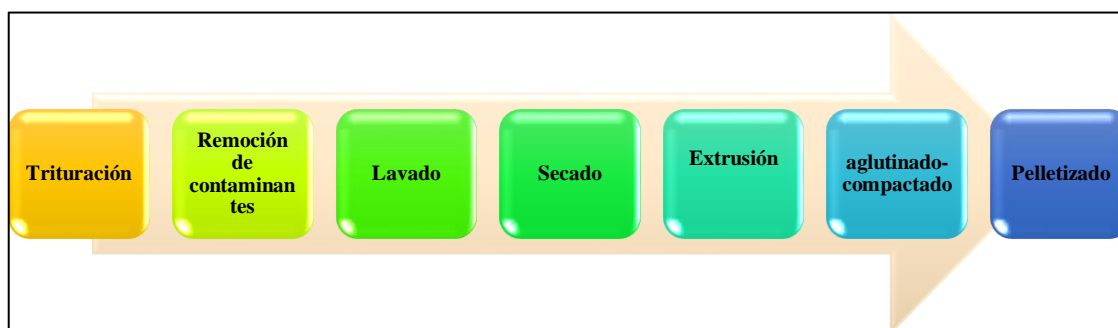 Trituración
Remoción
de
contaminan
tes
Lavado
Secado
Extrusión
aglutinado-
compactado
Pelletizado